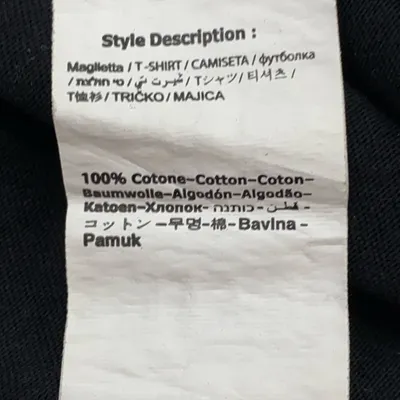 Style Description :
Maglietta / T-SHIRT / CAMISETA / футболка
/ טי חולצת / تي شيرت / Tシャツ / 티셔츠 /
T恤衫 / TRIČKO / MAJICA
100% Cotone-Cotton-Coton-
Baumwolle-Algodón-Algodão-
Katoen-Хлопок- כותנה- قطن-
コットン-무명-棉-Bavlna-
Pamuk